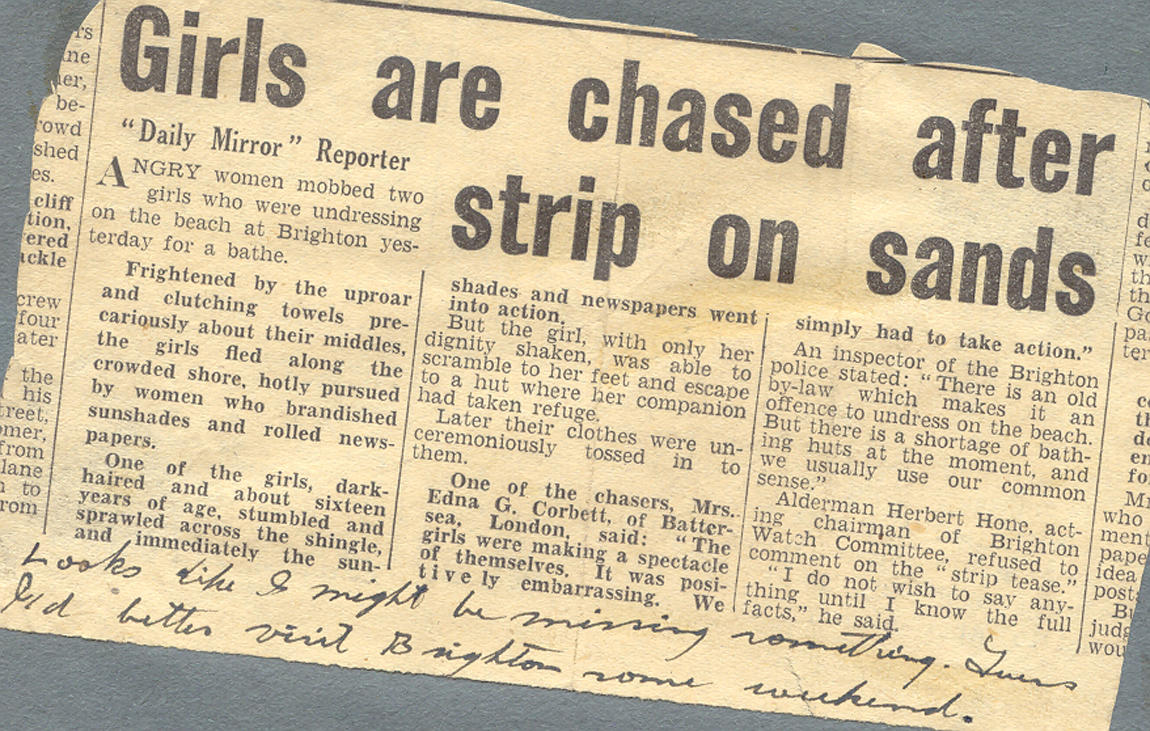 Girls are chased after
strip on sands
"Daily Mirror" Reporter
ANGRY women mobbed two
girls who were undressing
on the beach at Brighton yes-
terday for a bathe.
Frightened by the uproar
and clutching towels pre-
cariously about their middles,
the girls fled along the
crowded shore, hotly pursued
by women who brandished
sunshades and rolled news-
papers.
One of the girls, dark-
haired and about sixteen
years of age, stumbled and
sprawled across the shingle,
and immediately the sun-
shades and newspapers went
into action.
But the girl, with only her
dignity shaken, was able to
scramble to her feet and escape
to a hut where her companion
had taken refuge.
Later their clothes were un-
ceremoniously tossed in to
them.
One of the chasers, Mrs.
Edna G. Corbett, of Batter-
sea, London, said: "The
girls were making a spectacle
of themselves. It was posi-
tively embarrassing. We
simply had to take action."
An inspector of the Brighton
police stated: "There is an old
by-law which makes it an
offence to undress on the beach.
But there is a shortage of bath-
ing huts at the moment, and
we usually use our common
sense."
Alderman Herbert Hone, act-
ing chairman of Brighton
Watch Committee, refused to
comment on the "strip tease."
"I do not wish to say any-
thing until I know the full
facts," he said.
Looks like I might be missing something. Guess
I'd better visit Brighton some weekend.